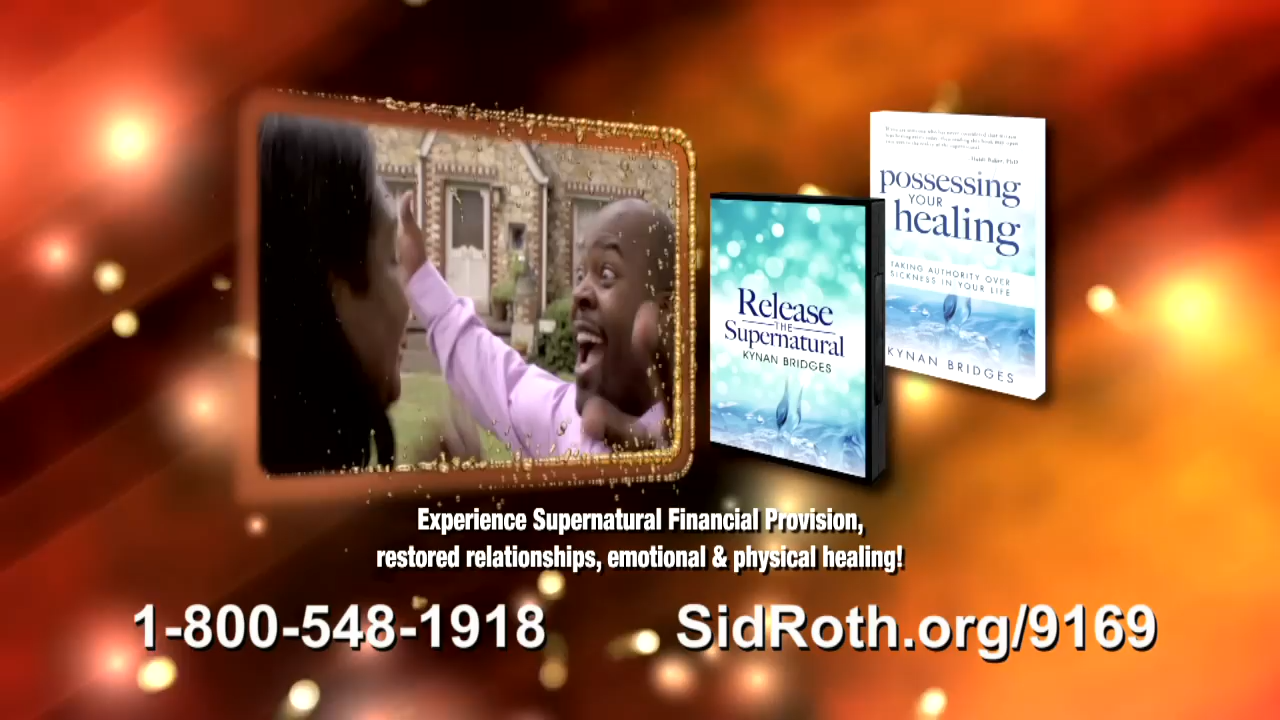 possessing
YOUR
healing
TAKING AUTHORITY OVER
SICKNESS IN YOUR LIFE
KYNAN BRIDGES
Release
THE
Supernatural
KYNAN BRIDGES
Experience Supernatural Financial Provision,
restored relationships, emotional & physical healing!
1-800-548-1918
SidRoth.org/9169